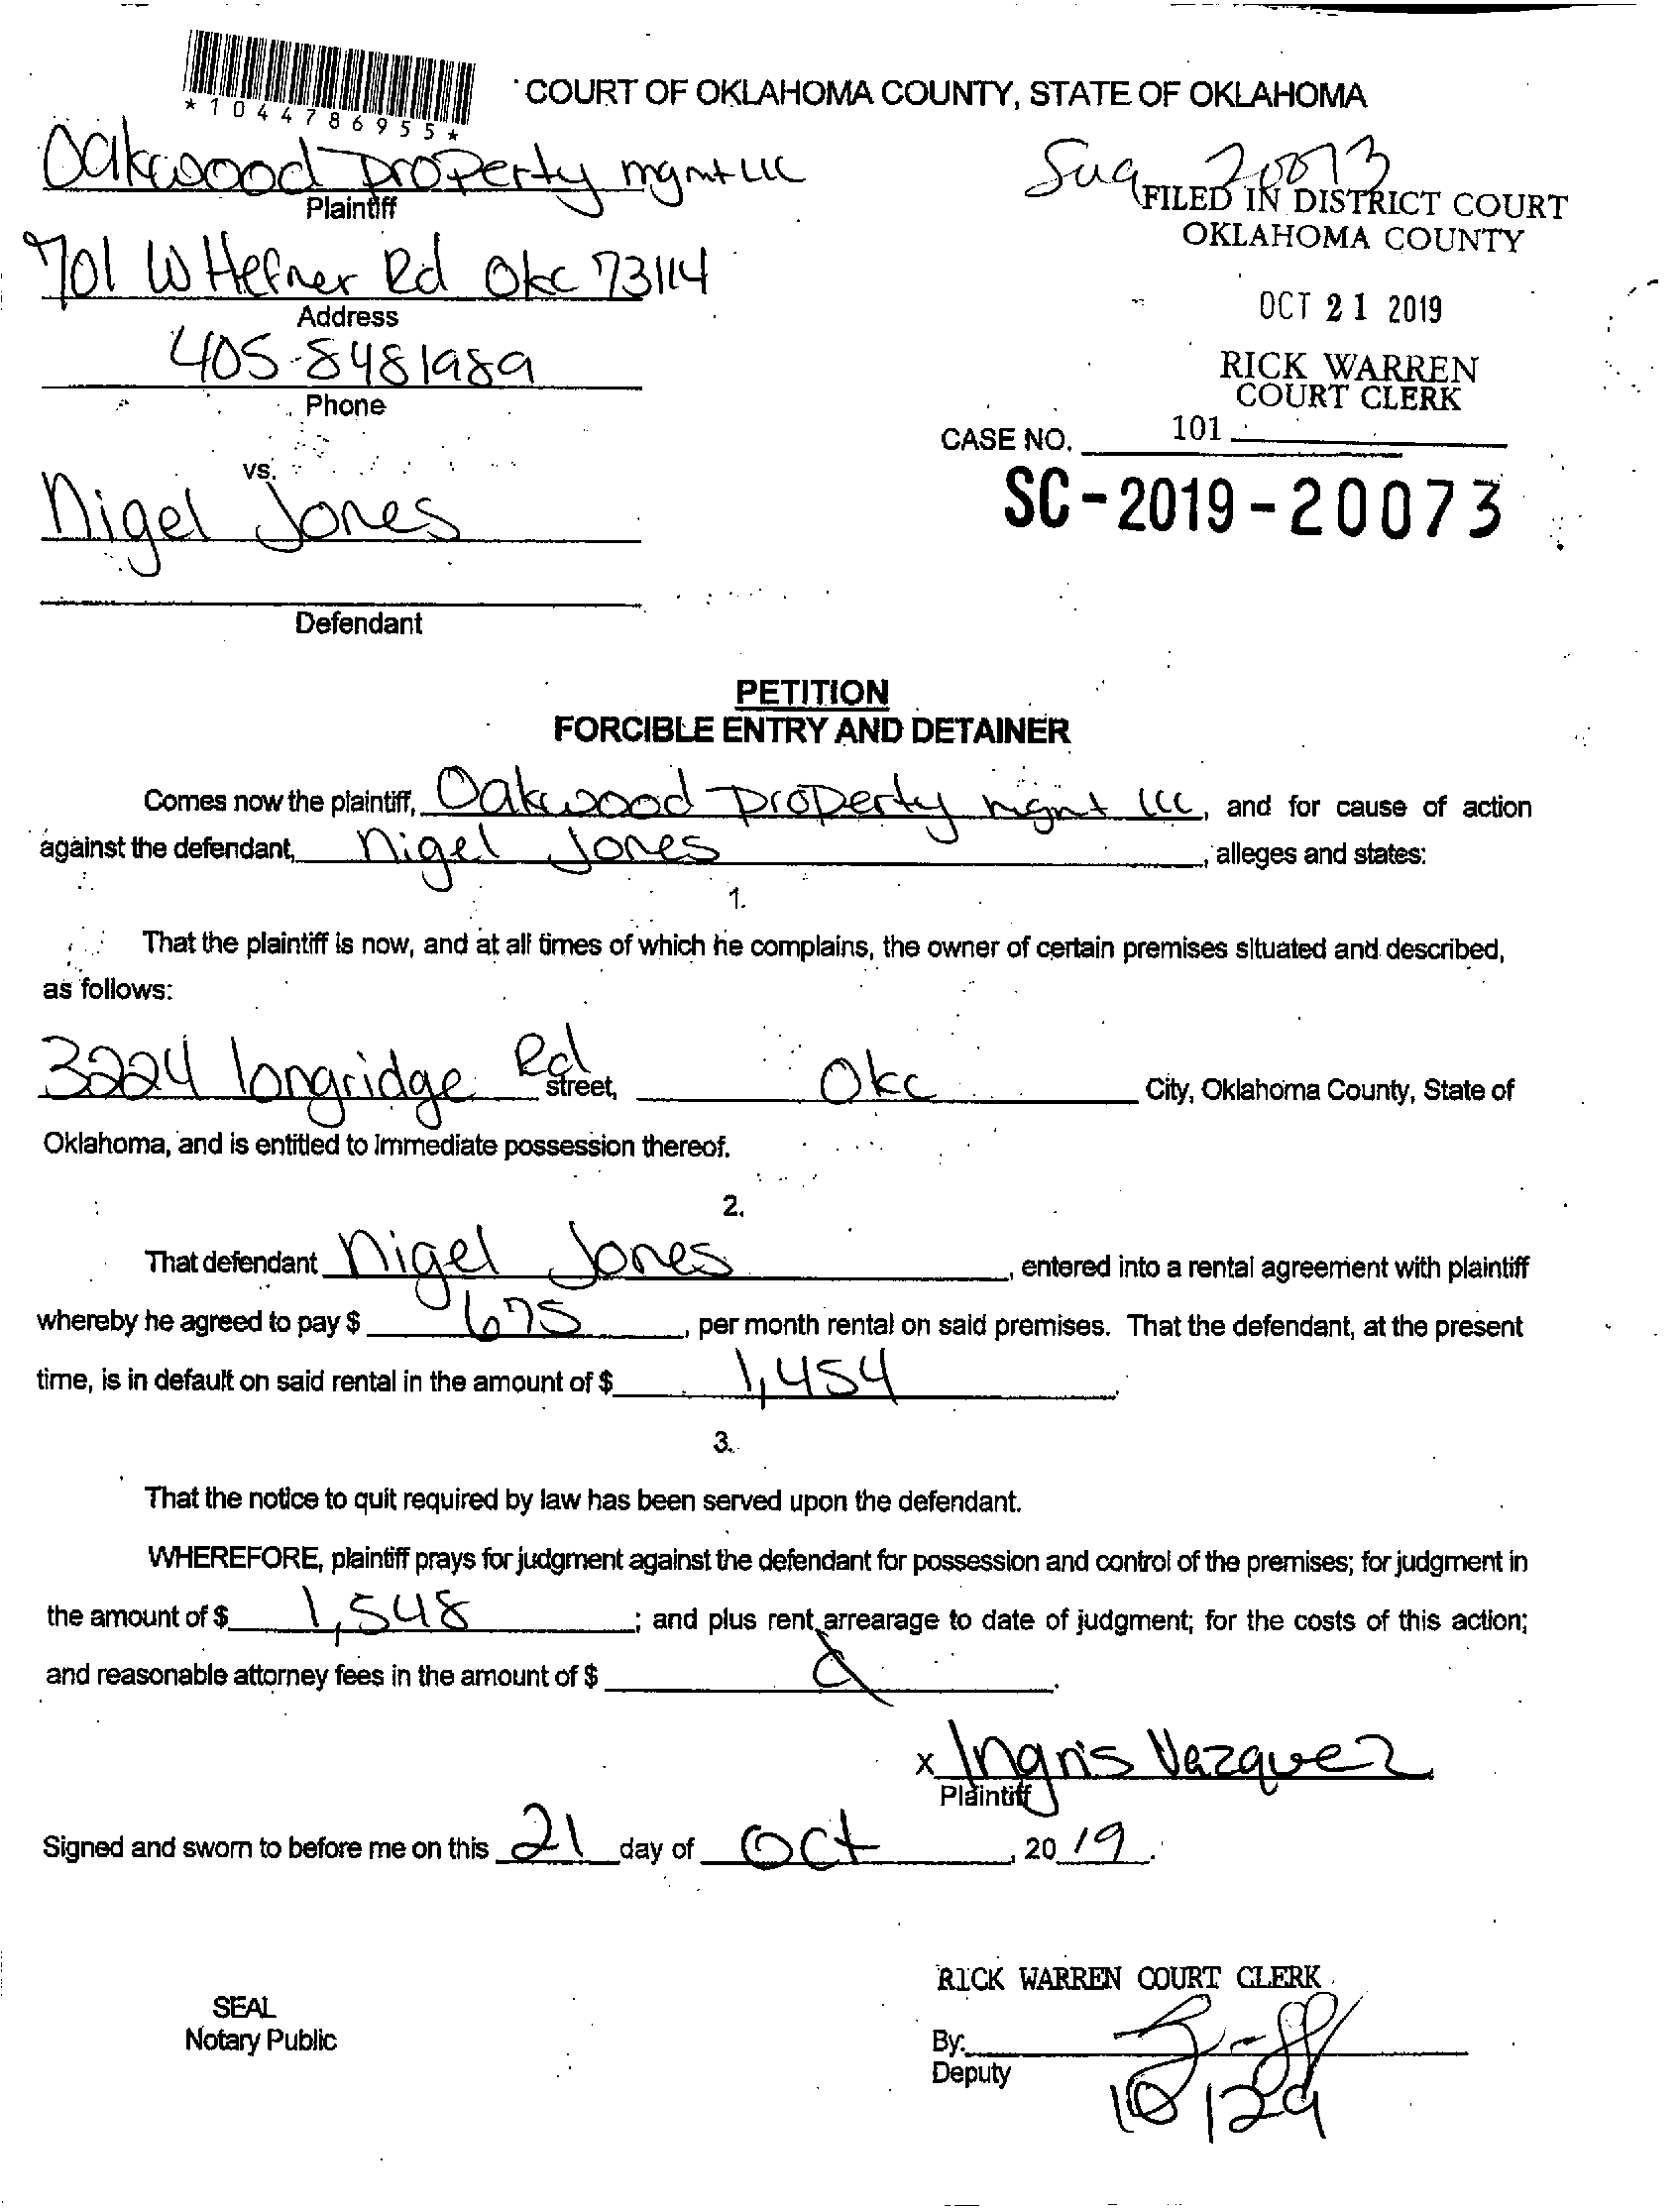 *1044786955*
COURT OF OKLAHOMA COUNTY, STATE OF OKLAHOMA
Oakwood Property mgmt LLC
Plaintiff
20073
FILED IN DISTRICT COURT
OKLAHOMA COUNTY
701 W Hefner Rd Okc 73114
Address
OCT 21 2019
405-8481989
Phone
RICK WARREN
COURT CLERK
CASE NO. 101
vs.
SC-2019-20073
Nigel Jones
Defendant
PETITION
FORCIBLE ENTRY AND DETAINER
Comes now the plaintiff, Oakwood Property mgmt LLC, and for cause of action
against the defendant, Nigel Jones, alleges and states:
1.
That the plaintiff is now, and at all times of which he complains, the owner of certain premises situated and described,
as follows:
3224 longridge Rd street, Okc City, Oklahoma County, State of
Oklahoma, and is entitled to immediate possession thereof.
2.
That defendant Nigel Jones, entered into a rental agreement with plaintiff
whereby he agreed to pay $ 675, per month rental on said premises. That the defendant, at the present
time, is in default on said rental in the amount of $ 1,454.
3.
That the notice to quit required by law has been served upon the defendant.
WHEREFORE, plaintiff prays for judgment against the defendant for possession and control of the premises; for judgment in
the amount of $ 1,548; and plus rent arrearage to date of judgment; for the costs of this action;
and reasonable attorney fees in the amount of $
x Ingris Vazquez
Plaintiff
Signed and sworn to before me on this 21 day of Oct, 2019.
RICK WARREN COURT CLERK
SEAL
Notary Public
By:
Deputy